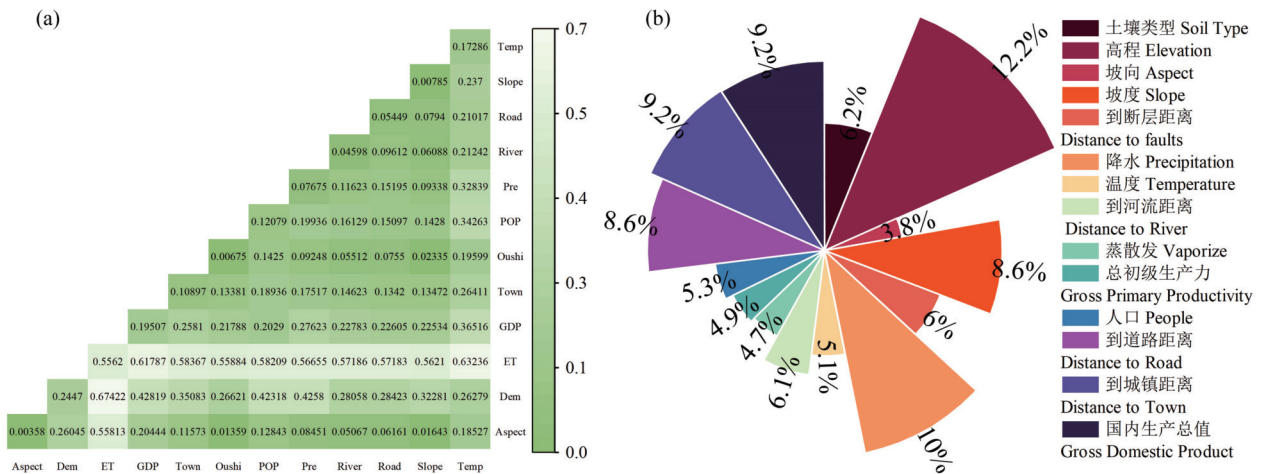 (a)
0.17286 Temp
0.00785 0.237 Slope
0.05449 0.0794 0.21017 Road
0.04598 0.09612 0.06088 0.21242 River
0.07675 0.11623 0.15195 0.09338 0.32839 Pre
0.12079 0.19936 0.16129 0.15097 0.1428 0.34263 POP
0.00675 0.1425 0.09248 0.05512 0.0755 0.02335 0.19599 Oushi
0.10897 0.13381 0.18936 0.17517 0.14623 0.1342 0.13472 0.26411 Town
0.19507 0.2581 0.21788 0.2029 0.27623 0.22783 0.22605 0.22534 0.36516 GDP
0.5562 0.61787 0.58367 0.55884 0.58209 0.56655 0.57186 0.57183 0.5621 0.63236 ET
0.2447 0.67422 0.42819 0.35083 0.26621 0.42318 0.4258 0.28058 0.28423 0.32281 0.26279 Dem
0.00358 0.26045 0.55813 0.20444 0.11573 0.01359 0.12843 0.08451 0.05067 0.06161 0.01643 0.18527 Aspect
Aspect Dem ET GDP Town Oushi POP Pre River Road Slope Temp
0.7
0.5
0.4
0.3
0.1
0.0
(b)
6.2%
12.2%
3.8%
8.6%
6%
10%
5.1%
6.1%
4.7%
4.9%
5.3%
8.6%
9.2%
9.2%
土壤类型 Soil Type
高程 Elevation
坡向 Aspect
坡度 Slope
到断层距离
Distance to faults
降水 Precipitation
温度 Temperature
到河流距离
Distance to River
蒸散发 Vaporize
总初级生产力
Gross Primary Productivity
人口 People
到道路距离
Distance to Road
到城镇距离
Distance to Town
国内生产总值
Gross Domestic Product